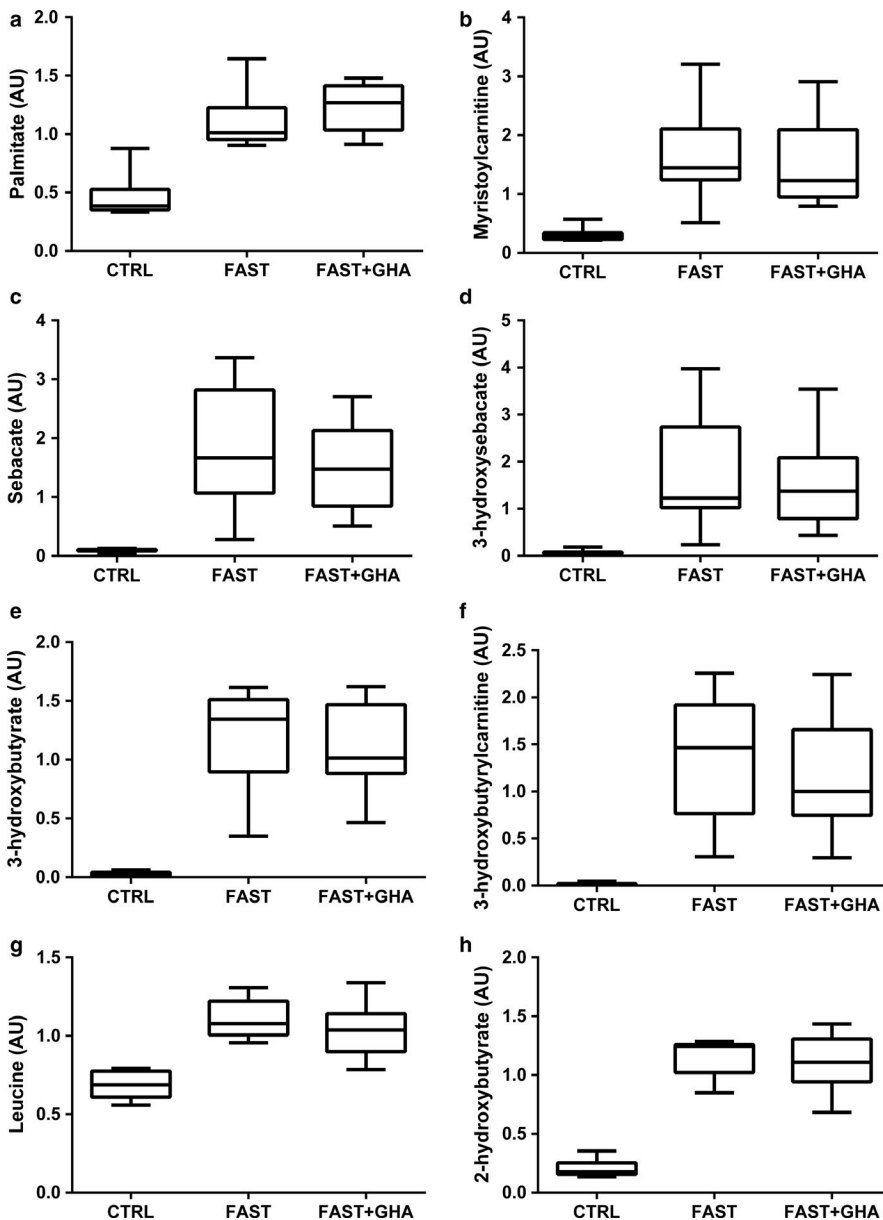 a
Palmitate (AU)
2.0
1.5
1.0
0.5
0.0
CTRL FAST FAST+GHA
b
Myristoylcarnitine (AU)
4
3
2
1
0
CTRL FAST FAST+GHA
c
Sebacate (AU)
4
3
2
1
0
CTRL FAST FAST+GHA
d
3-hydroxysebacate (AU)
5
4
3
2
1
0
CTRL FAST FAST+GHA
e
3-hydroxybutyrate (AU)
2.0
1.5
1.0
0.5
0.0
CTRL FAST FAST+GHA
f
3-hydroxybutyrylcarnitine (AU)
2.5
2.0
1.5
1.0
0.5
0.0
CTRL FAST FAST+GHA
g
Leucine (AU)
1.5
1.0
0.5
0.0
CTRL FAST FAST+GHA
h
2-hydroxybutyrate (AU)
2.0
1.5
1.0
0.5
0.0
CTRL FAST FAST+GHA